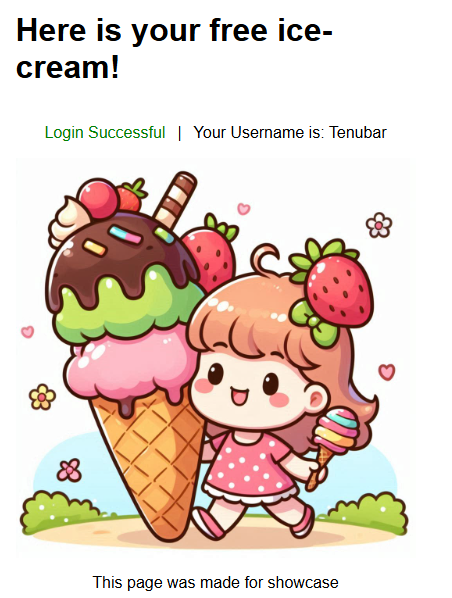 Here is your free ice-
cream!
Login Successful | Your Username is: Tenubar
This page was made for showcase